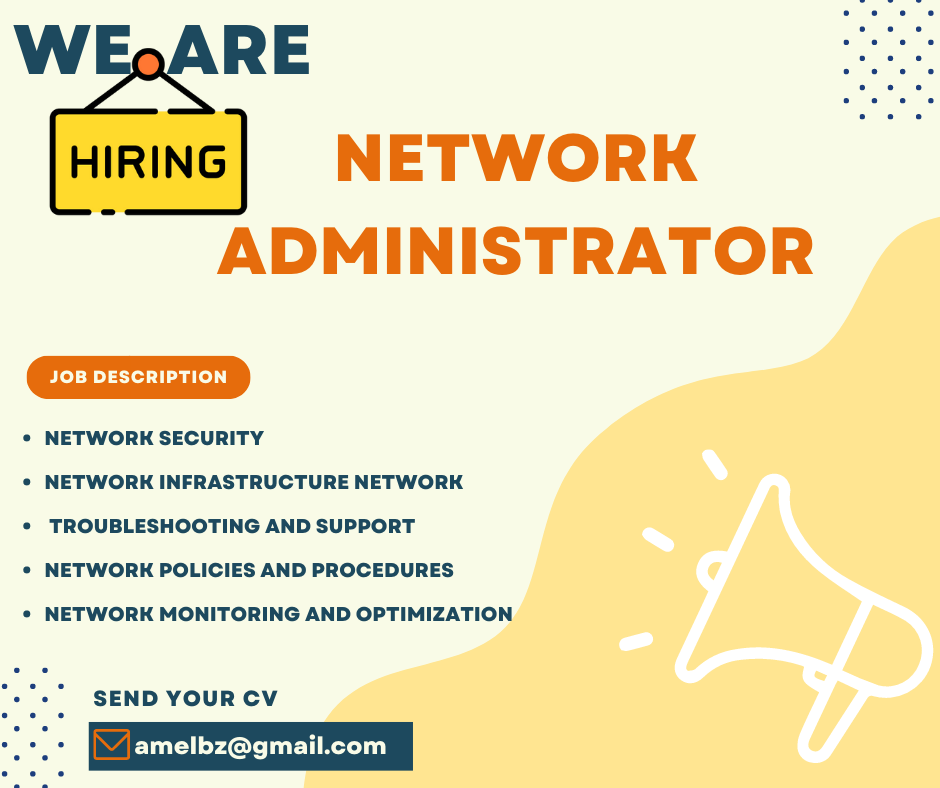 WE ARE
HIRING
NETWORK
ADMINISTRATOR
JOB DESCRIPTION
• NETWORK SECURITY
• NETWORK INFRASTRUCTURE NETWORK
• TROUBLESHOOTING AND SUPPORT
• NETWORK POLICIES AND PROCEDURES
• NETWORK MONITORING AND OPTIMIZATION
SEND YOUR CV
amelbz@gmail.com